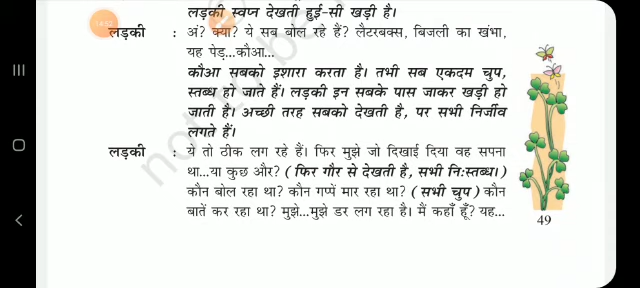 लड़की स्वप्न देखती हुई-सी खड़ी है।
लड़की : अं? क्या? ये सब बोल रहे हैं? लैटरबक्स, बिजली का खंभा,
यह पेड़...कौआ...
कौआ सबको इशारा करता है। तभी सब एकदम चुप,
स्तब्ध हो जाते हैं। लड़की इन सबके पास जाकर खड़ी हो
जाती है। अच्छी तरह सबको देखती है, पर सभी निर्जीव
लगते हैं।
लड़की : ये तो ठीक लग रहे हैं। फिर मुझे जो दिखाई दिया वह सपना
था...या कुछ और? (फिर गौर से देखती है, सभी नि:स्तब्ध।)
कौन बोल रहा था? कौन गप्पें मार रहा था? (सभी चुप) कौन
बातें कर रहा था? मुझे...मुझे डर लग रहा है। मैं कहाँ हूँ? यह...
49